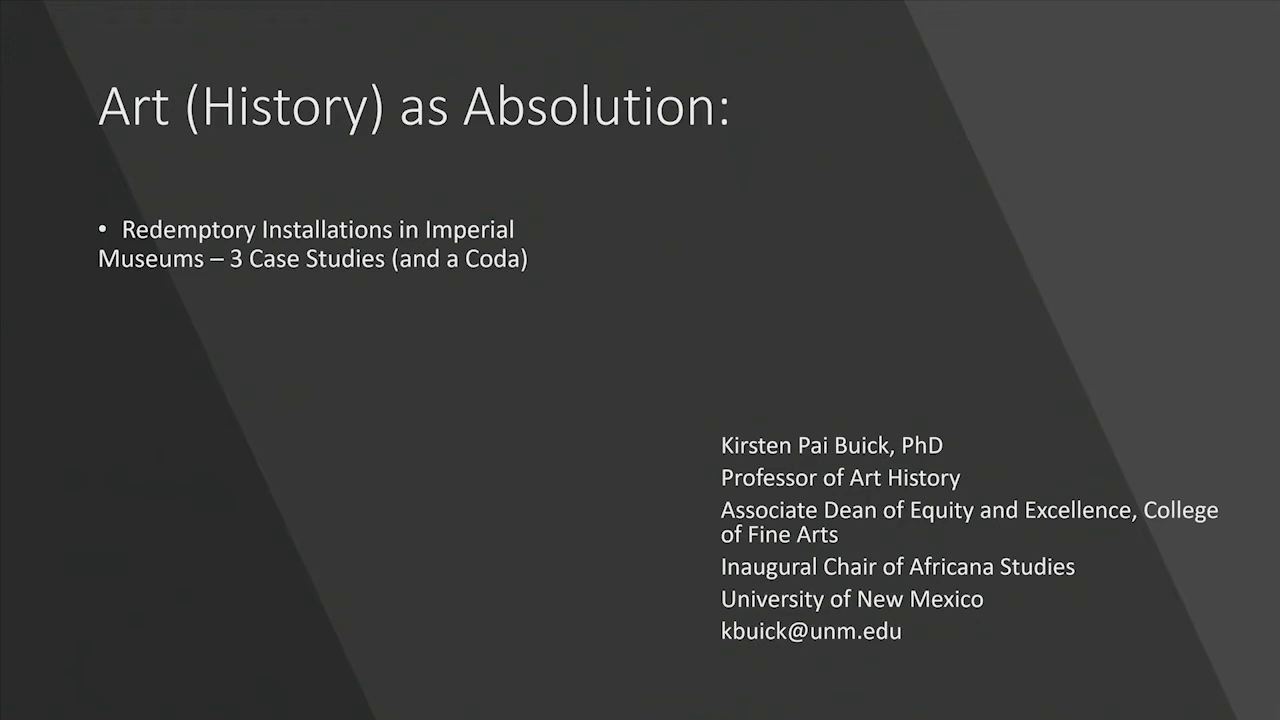 Art (History) as Absolution:
• Redemptory Installations in Imperial
Museums – 3 Case Studies (and a Coda)
Kirsten Pai Buick, PhD
Professor of Art History
Associate Dean of Equity and Excellence, College
of Fine Arts
Inaugural Chair of Africana Studies
University of New Mexico
kbuick@unm.edu